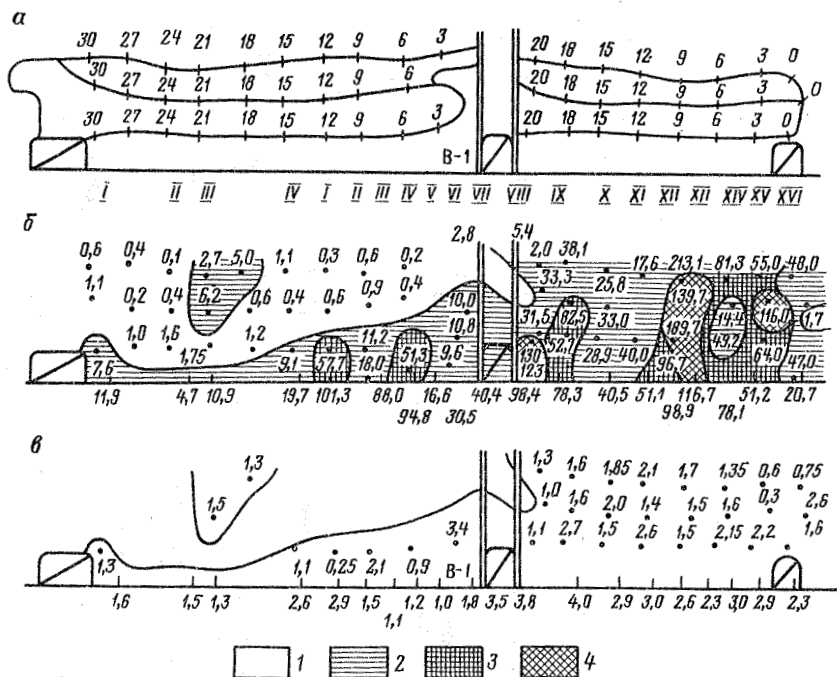 а
30 27 24 21 18 15 12 9 6 3 20 18 15 12 9 6 3 0
30 27 24 21 18 15 12 9 6 20 18 15 12 9 6 3 0
30 27 24 21 18 15 12 9 6 3 20 18 15 12 9 6 3 0
В-1
I II III IV I II III IV V VI VII VIII IX X XI XII XII XIV XV XVI
б
0,6 0,4 0,1 2,7 5,0 1,1 0,3 0,6 0,2 2,8 5,4 2,0 38,1 17,6 213,1 81,3 55,0 48,0
1,1 0,2 0,4 6,2 0,6 0,4 0,6 0,9 0,4 10,0 33,3 25,8 139,7
31,5 82,5 33,0 14,4 116,0 1,7
1,0 1,6 1,2 11,2 10,8 189,7 49,2
7,6 1,75 9,1 57,7 18,0 51,3 9,6 130 52,7 28,9 40,0 96,7 64,0 47,0
12,3
11,9 4,7 10,9 19,7 101,3 88,0 16,6 40,4 96,4 78,3 40,5 51,1 116,7 51,2 20,7
94,8 30,5 98,9 78,1
в
1,3 1,3 1,6 1,85 2,1 1,7 1,35 0,6 0,75
1,5 1,0 1,6 2,0 1,4 1,5 1,6 0,3 2,6
3,4 1,1 2,7 1,5 2,6 1,5 2,15 2,2 1,6
1,3 1,1 0,25 2,1 0,9 В-1
1,6 1,5 1,3 2,6 2,9 1,5 1,2 1,0 1,8 3,5 3,8 4,0 2,9 3,0 2,6 2,3 3,0 2,9 2,3
1,1
1 2 3 4